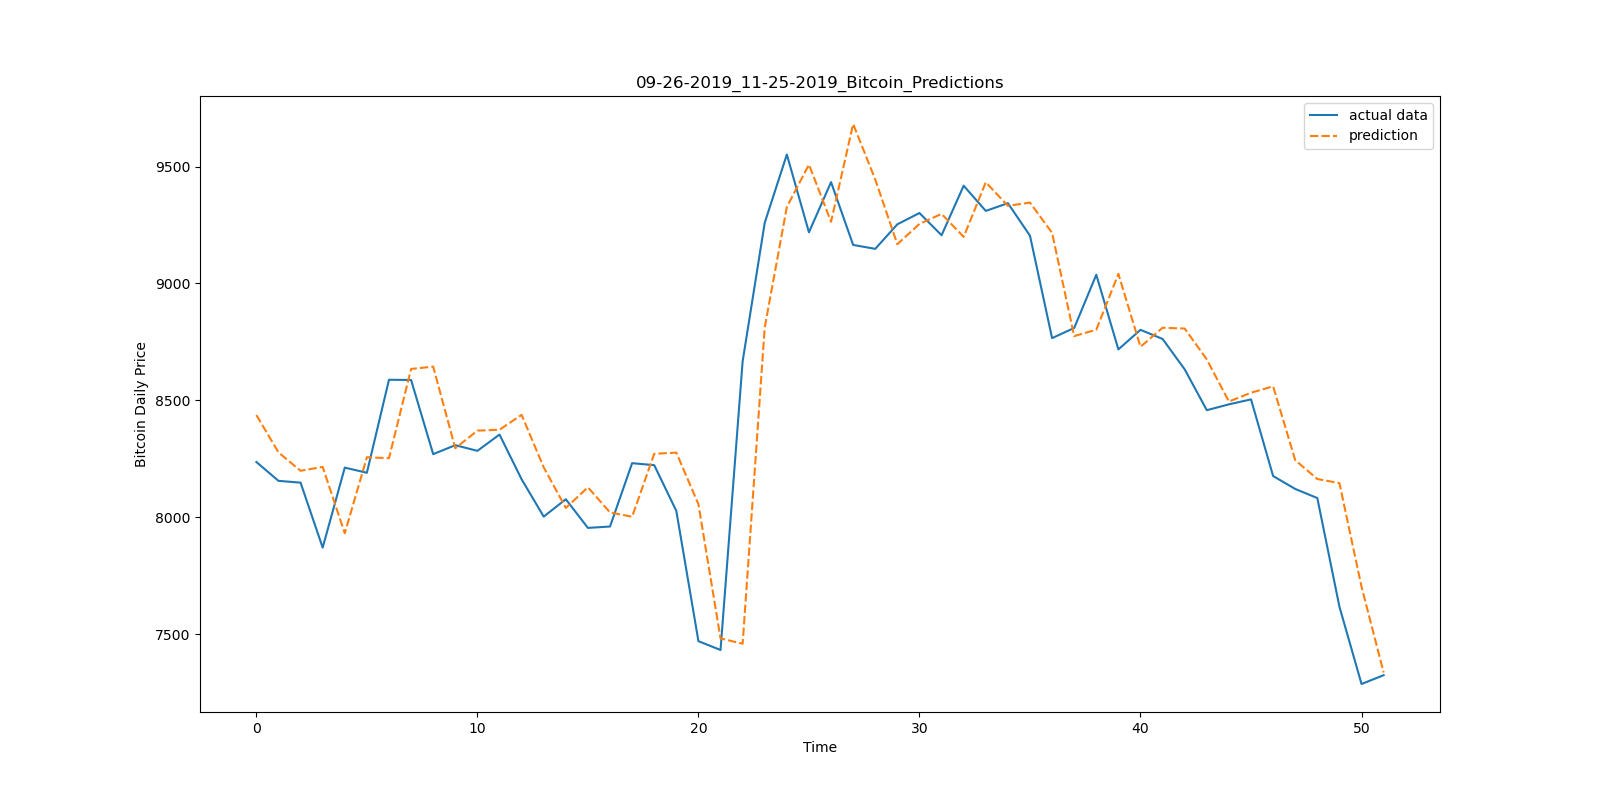 09-26-2019_11-25-2019_Bitcoin_Predictions
actual data
prediction
Bitcoin Daily Price
9500
9000
8500
8000
7500
0 10 20 30 40 50
Time